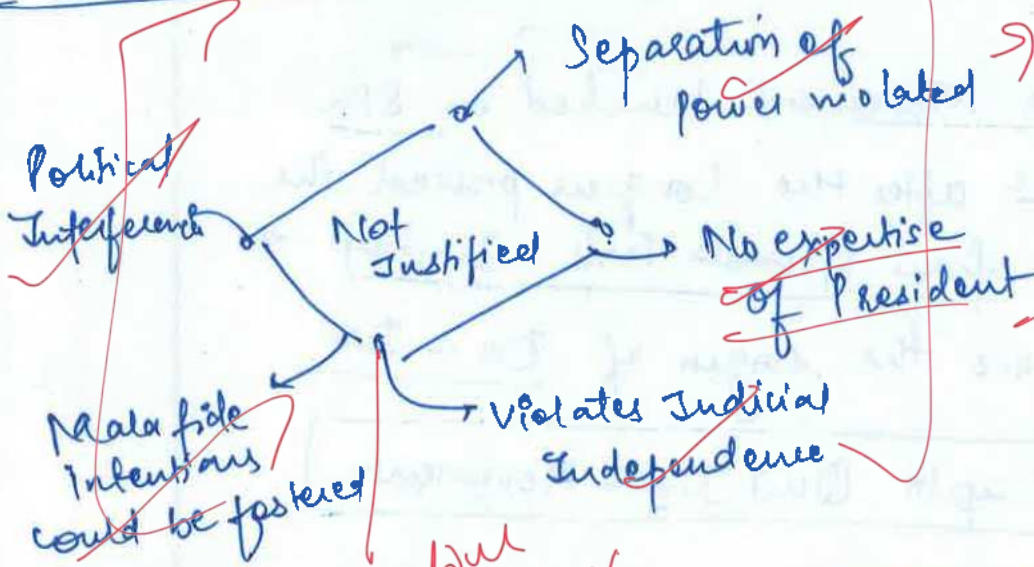 Separation of
power violated
Political
Interference
Not
Justified
No expertise
of President
Mala fide
intentions
could be fostered
Violates Judicial
Independence